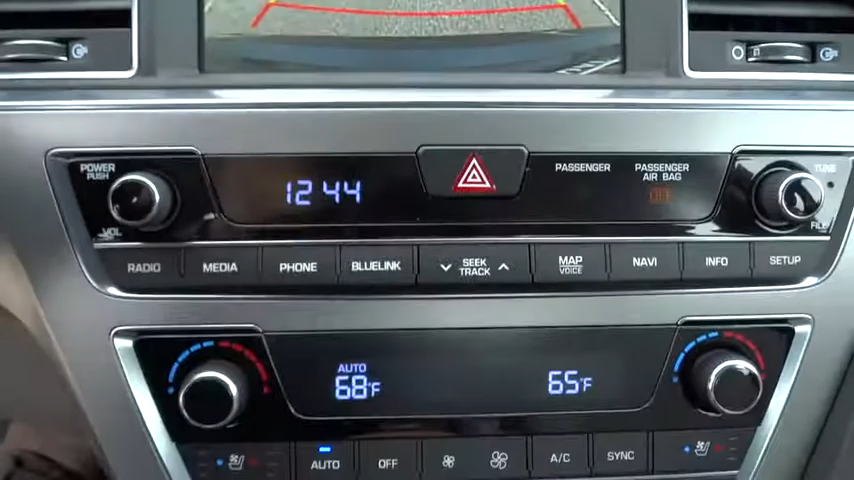 POWER
PUSH
VOL
12:44
PASSENGER
PASSENGER
AIR BAG
OFF
TUNE
FILE
RADIO
MEDIA
PHONE
BLUELINK
SEEK
TRACK
MAP
VOICE
NAVI
INFO
SETUP
AUTO
68°F
65°F
AUTO
OFF
A/C
SYNC